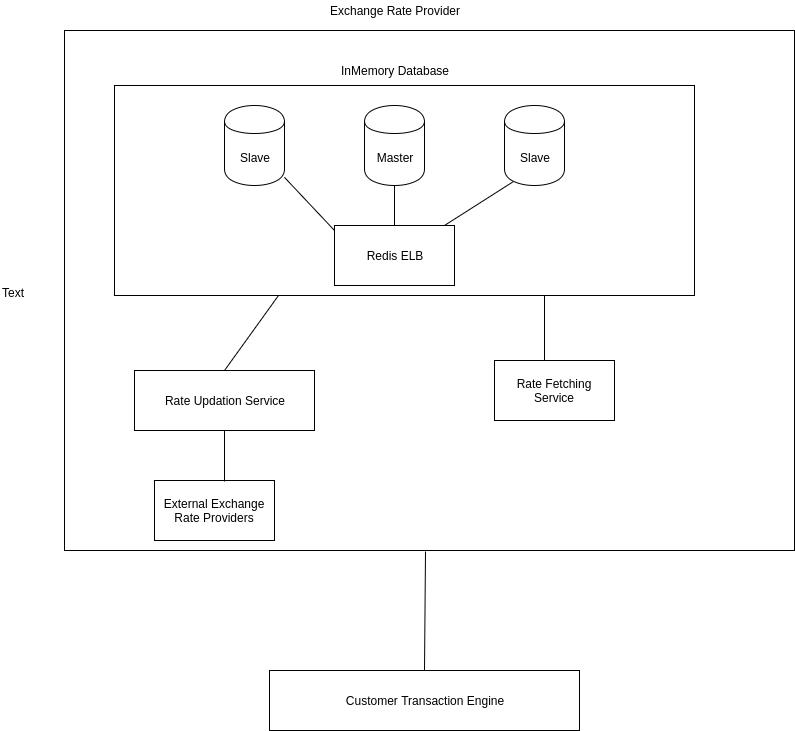 Exchange Rate Provider
InMemory Database
Slave
Master
Slave
Redis ELB
Text
Rate Updation Service
Rate Fetching
Service
External Exchange
Rate Providers
Customer Transaction Engine